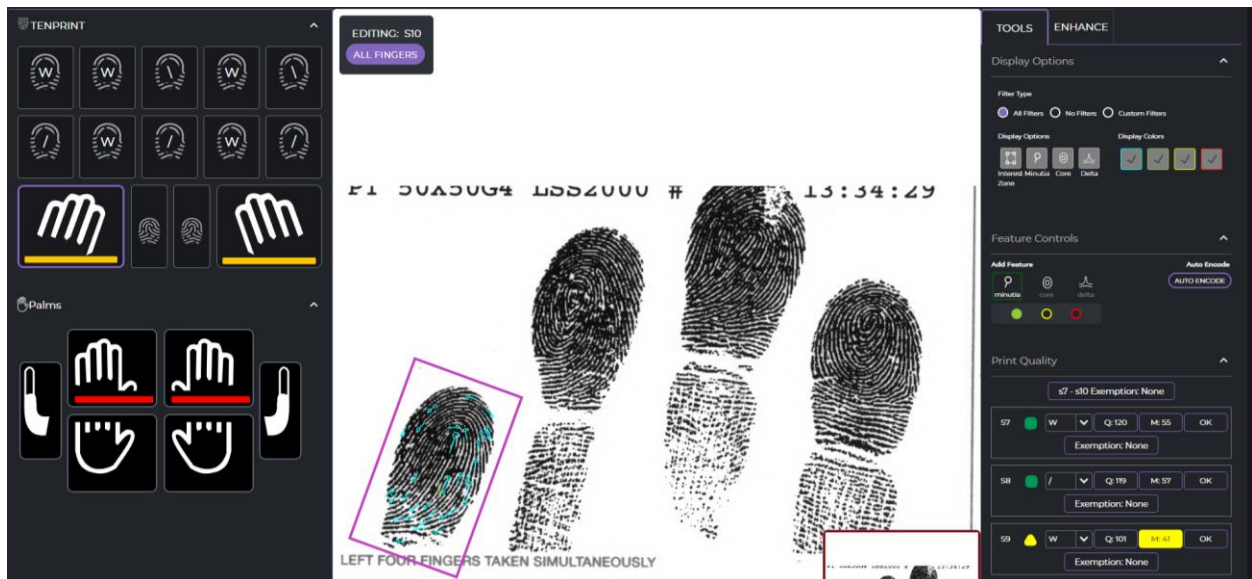 TENPRINT
W W \ W \
/ W / W /
Palms
EDITING: S10
ALL FINGERS
PI 50X50G4 LSS2000 # 13:34:29
LEFT FOUR FINGERS TAKEN SIMULTANEOUSLY
TOOLS ENHANCE
Display Options
Filter Type
All Filters No Filters Custom Filters
Display Options Display Colors
Interest Zone Minutia Core Delta
Feature Controls
Add Feature Auto Encode
minutia core delta AUTO ENCODE
Print Quality
s7 - s10 Exemption: None
S7 W Q: 120 M: 55 OK
Exemption: None
S8 / Q: 119 M: 57 OK
Exemption: None
S9 W Q: 101 M: 41 OK
Exemption: None